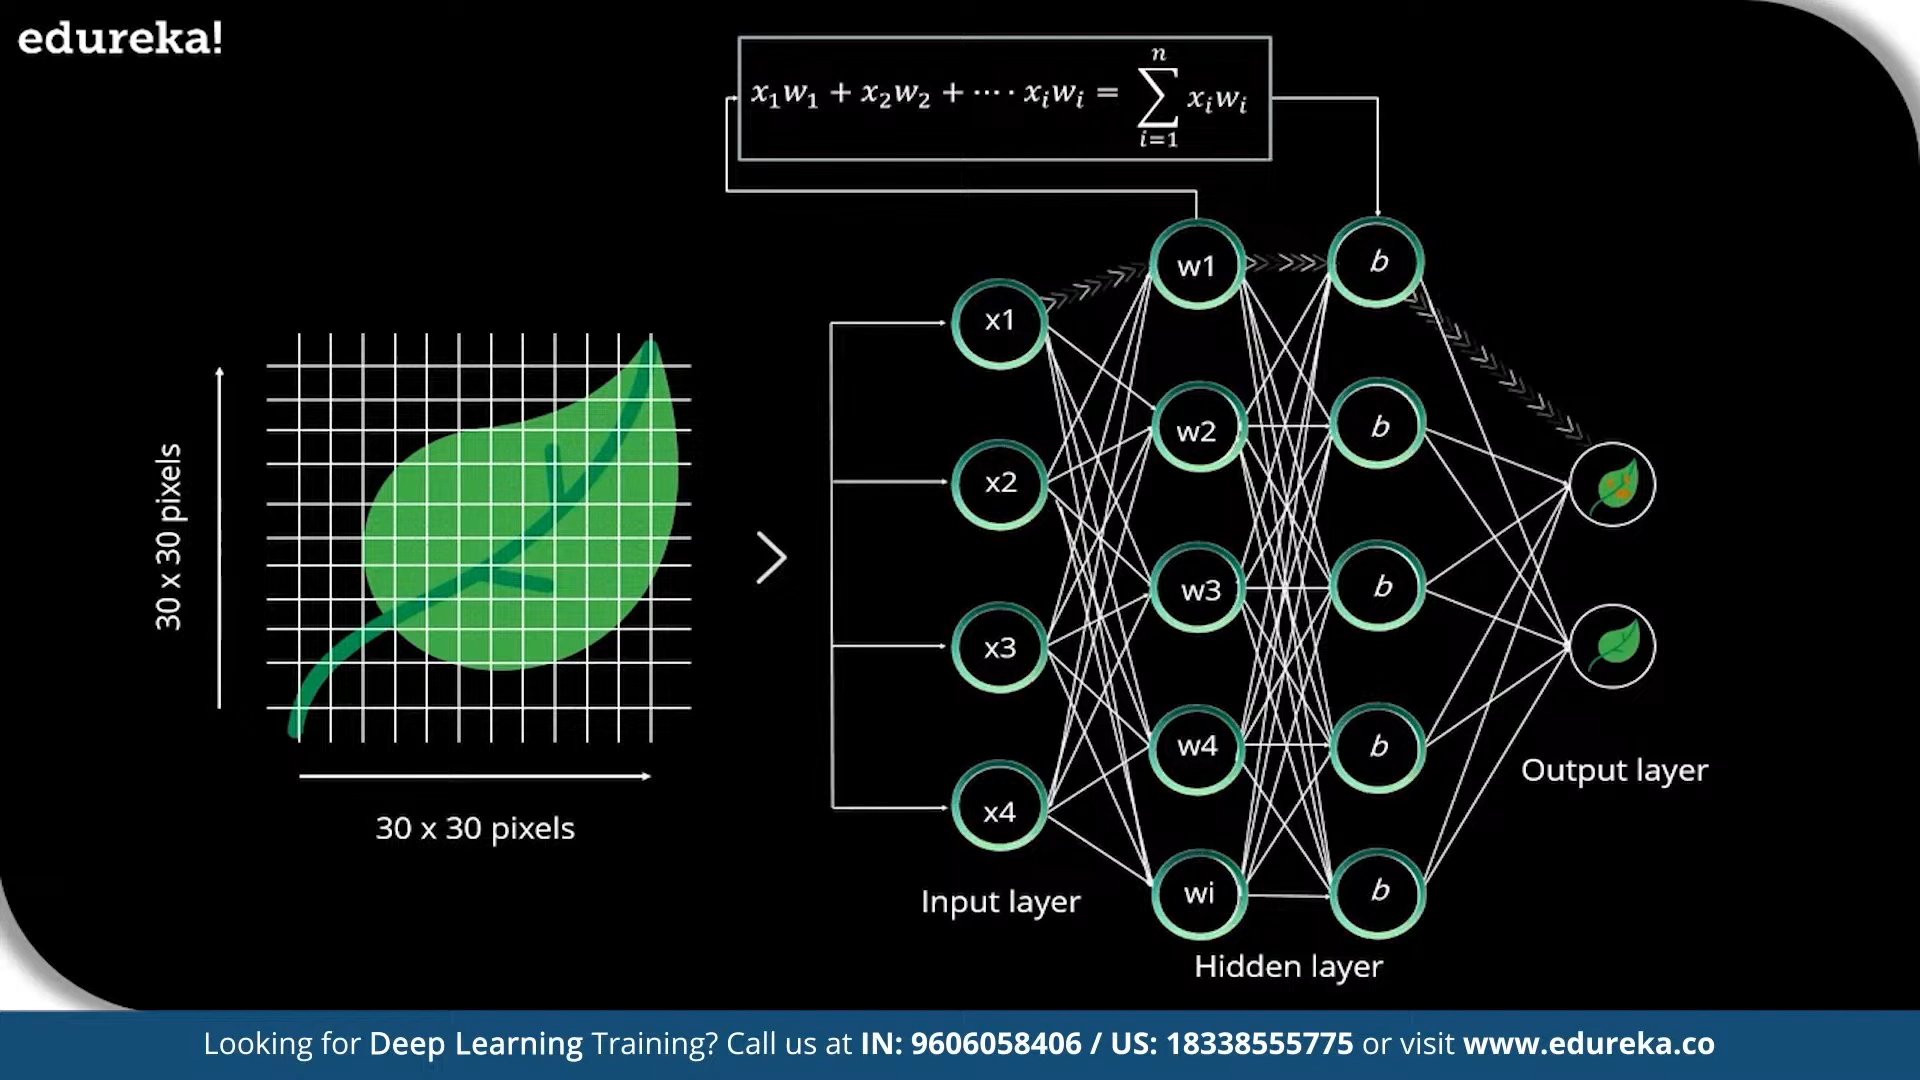 edureka!
x₁w₁ + x₂w₂ + ···· xᵢwᵢ = ∑ⁿᵢ₌₁ xᵢwᵢ
30 x 30 pixels
30 x 30 pixels
x1
x2
x3
x4
Input layer
w1
w2
w3
w4
wi
b
b
b
b
b
Hidden layer
Output layer
Looking for Deep Learning Training? Call us at IN: 9606058406 / US: 18338555775 or visit www.edureka.co